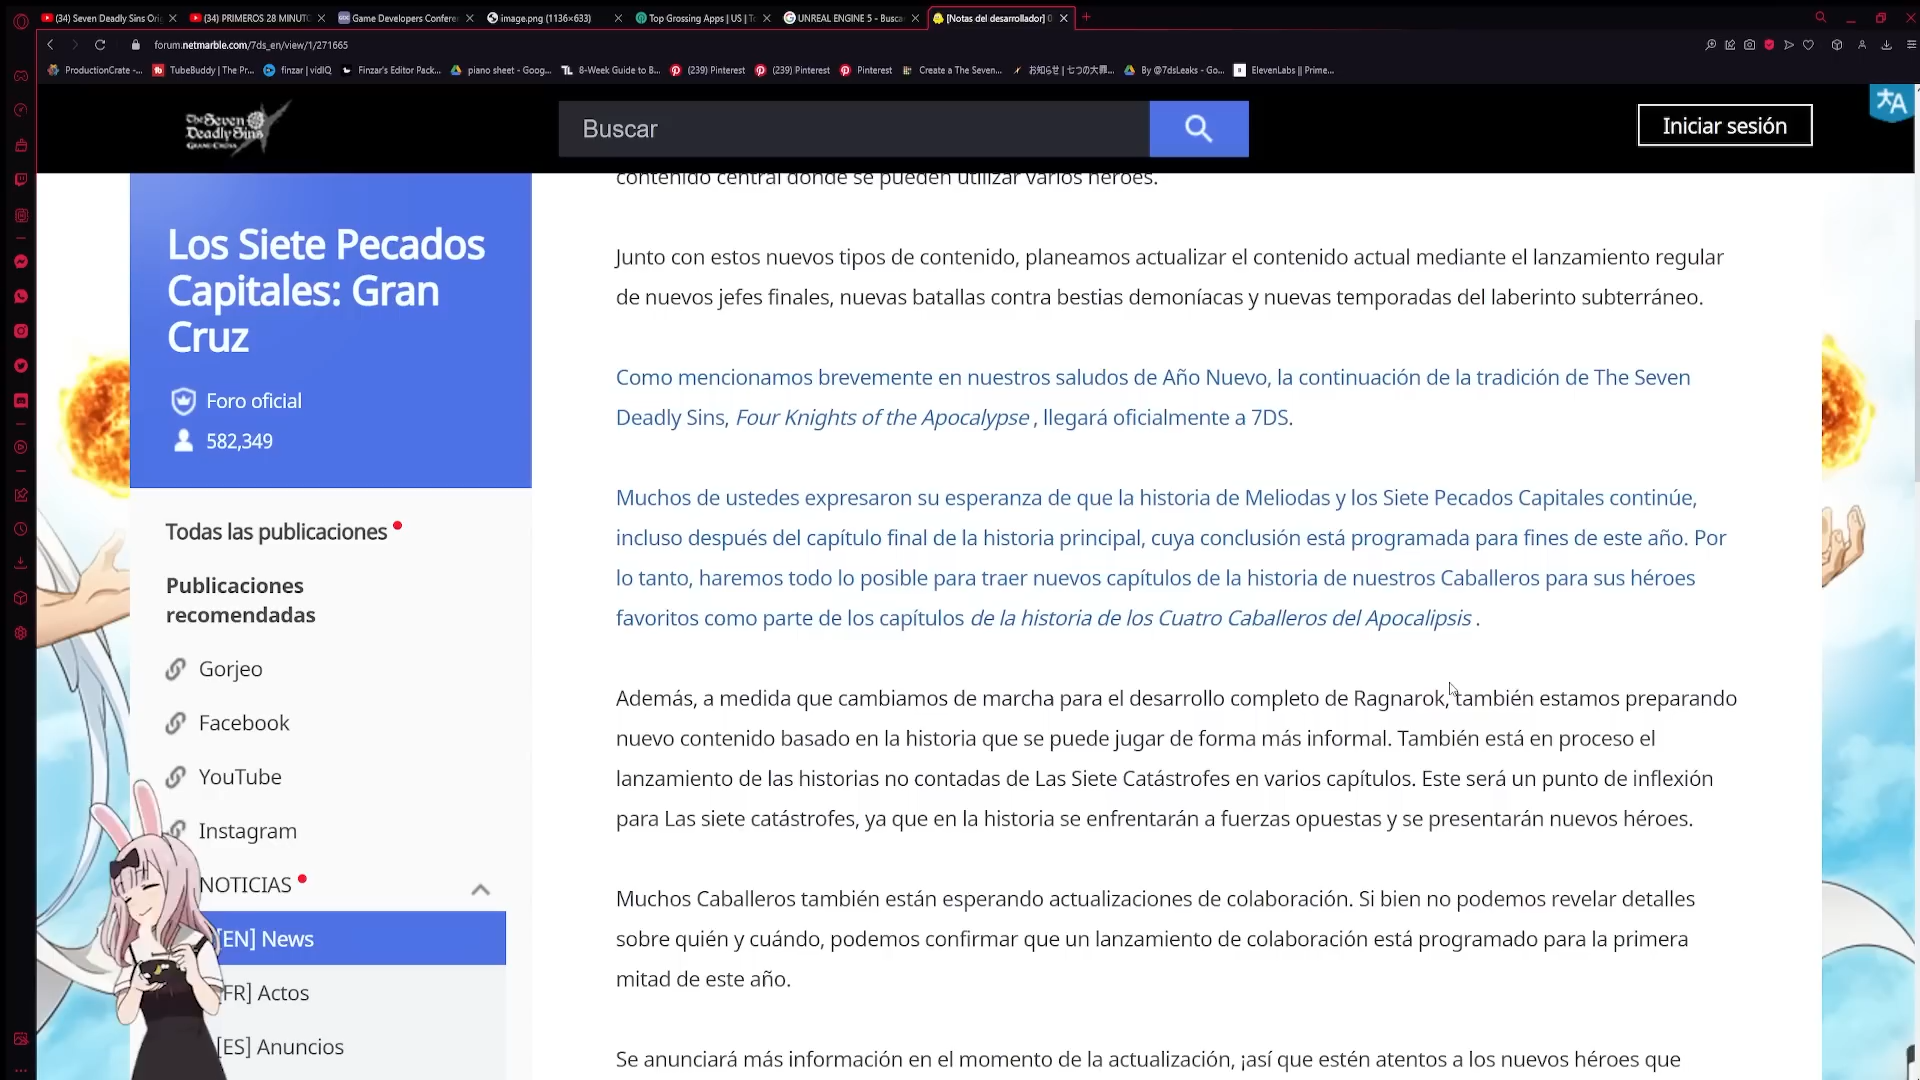 (34) Seven Deadly Sins Ori
(34) PRIMEROS 28 MINUT
Game Developers Confere
image.png (1136×633)
Top Grossing Apps | US | T
UNREAL ENGINE 5 - Busca
[Notas del desarrollador]
forum.netmarble.com/7ds_en/view/1/271665
ProductionCrate -...
TubeBuddy | The Pr...
finzar | vidIQ
Finzar's Editor Pack...
piano sheet - Goog...
8-Week Guide to B...
(239) Pinterest
(239) Pinterest
Pinterest
Create a The Seven...
お知らせ | 七つの大罪...
By @7dsLeaks - Go...
ElevenLabs || Prime...
The Seven
Deadly Sins
GRAND CROSS
Buscar
Iniciar sesión
Los Siete Pecados
Capitales: Gran
Cruz
Foro oficial
582,349
Todas las publicaciones
Publicaciones
recomendadas
Gorjeo
Facebook
YouTube
Instagram
NOTICIAS
[EN] News
[FR] Actos
[ES] Anuncios
contenido central donde se pueden utilizar varios héroes.
Junto con estos nuevos tipos de contenido, planeamos actualizar el contenido actual mediante el lanzamiento regular
de nuevos jefes finales, nuevas batallas contra bestias demoníacas y nuevas temporadas del laberinto subterráneo.
Como mencionamos brevemente en nuestros saludos de Año Nuevo, la continuación de la tradición de The Seven
Deadly Sins, Four Knights of the Apocalypse , llegará oficialmente a 7DS.
Muchos de ustedes expresaron su esperanza de que la historia de Meliodas y los Siete Pecados Capitales continúe,
incluso después del capítulo final de la historia principal, cuya conclusión está programada para fines de este año. Por
lo tanto, haremos todo lo posible para traer nuevos capítulos de la historia de nuestros Caballeros para sus héroes
favoritos como parte de los capítulos de la historia de los Cuatro Caballeros del Apocalipsis .
Además, a medida que cambiamos de marcha para el desarrollo completo de Ragnarok, también estamos preparando
nuevo contenido basado en la historia que se puede jugar de forma más informal. También está en proceso el
lanzamiento de las historias no contadas de Las Siete Catástrofes en varios capítulos. Este será un punto de inflexión
para Las siete catástrofes, ya que en la historia se enfrentarán a fuerzas opuestas y se presentarán nuevos héroes.
Muchos Caballeros también están esperando actualizaciones de colaboración. Si bien no podemos revelar detalles
sobre quién y cuándo, podemos confirmar que un lanzamiento de colaboración está programado para la primera
mitad de este año.
Se anunciará más información en el momento de la actualización, ¡así que estén atentos a los nuevos héroes que